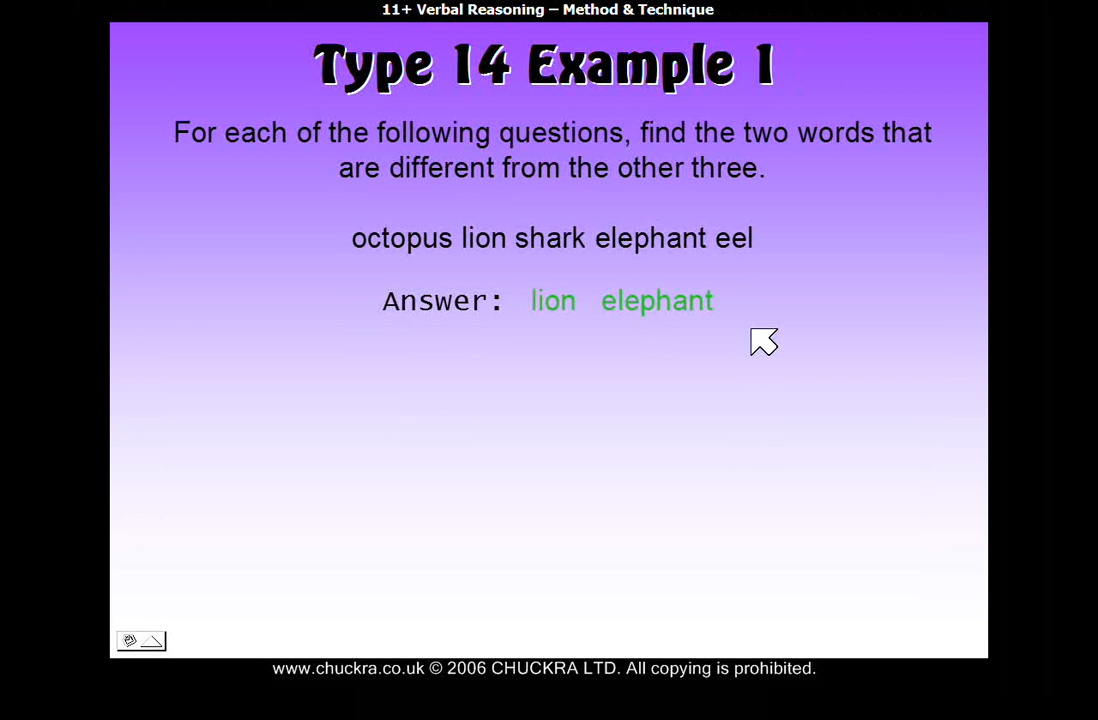 11+ Verbal Reasoning – Method & Technique
Type 14 Example 1
For each of the following questions, find the two words that
are different from the other three.
octopus lion shark elephant eel
Answer: lion elephant
www.chuckra.co.uk © 2006 CHUCKRA LTD. All copying is prohibited.